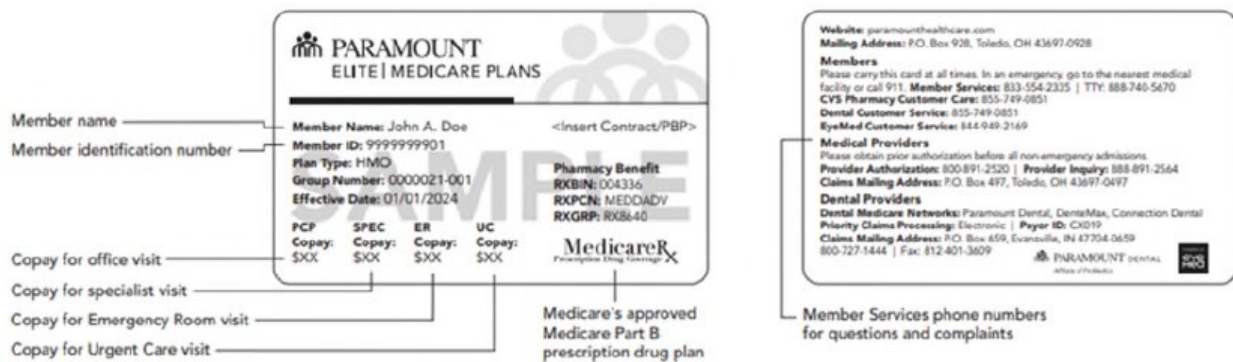 PARAMOUNT
ELITE | MEDICARE PLANS
SAMPLE
Member name
Member identification number
Member Name: John A. Doe
<Insert Contract/PBP>
Member ID: 9999999901
Plan Type: HMO
Group Number: 0000021-001
Effective Date: 01/01/2024
Pharmacy Benefit
RXBIN: 004336
RXPCN: MEDDADV
RXGRP: RX8640
PCP SPEC ER UC
Copay: Copay: Copay: Copay:
$XX $XX $XX $XX
MedicareRx
Prescription Drug Coverage
Copay for office visit
Copay for specialist visit
Copay for Emergency Room visit
Copay for Urgent Care visit
Medicare's approved
Medicare Part B
prescription drug plan
Website: paramounthealthcare.com
Mailing Address: P.O. Box 928, Toledo, OH 43697-0928
Members
Please carry this card at all times. In an emergency, go to the nearest medical
facility or call 911. Member Services: 833-554-2335 | TTY: 888-740-5670
CVS Pharmacy Customer Care: 855-749-0851
Dental Customer Service: 855-749-0851
EyeMed Customer Service: 844-949-2169
Medical Providers
Please obtain prior authorization before all non-emergency admissions.
Provider Authorization: 800-891-2520 | Provider Inquiry: 888-891-2564
Claims Mailing Address: P.O. Box 497, Toledo, OH 43697-0497
Dental Providers
Dental Medicare Networks: Paramount Dental, DenteMax, Connection Dental
Priority Claims Processing: Electronic | Payor ID: CX019
Claims Mailing Address: P.O. Box 659, Evansville, IN 47704-0659
800-727-1444 | Fax: 812-401-3609
PARAMOUNT DENTAL
eye
med
Member Services phone numbers
for questions and complaints